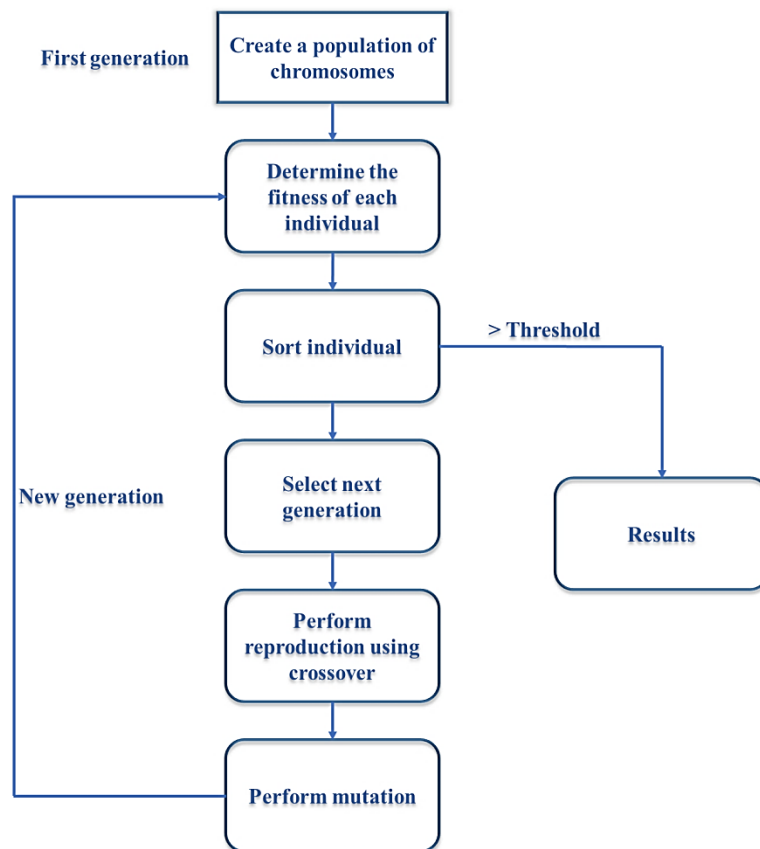 First generation
Create a population of
chromosomes
Determine the
fitness of each
individual
Sort individual
> Threshold
Select next
generation
New generation
Results
Perform
reproduction using
crossover
Perform mutation